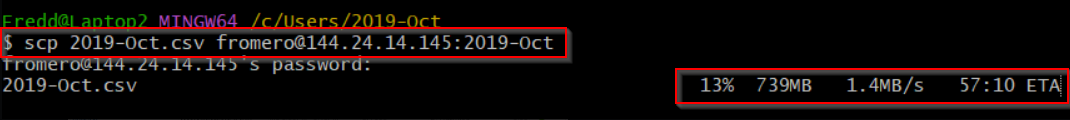 Fredd@Laptop2 MINGW64 /c/Users/2019-Oct
$ scp 2019-Oct.csv fromero@144.24.14.145:2019-Oct
fromero@144.24.14.145's password:
2019-Oct.csv 13% 739MB 1.4MB/s 57:10 ETA